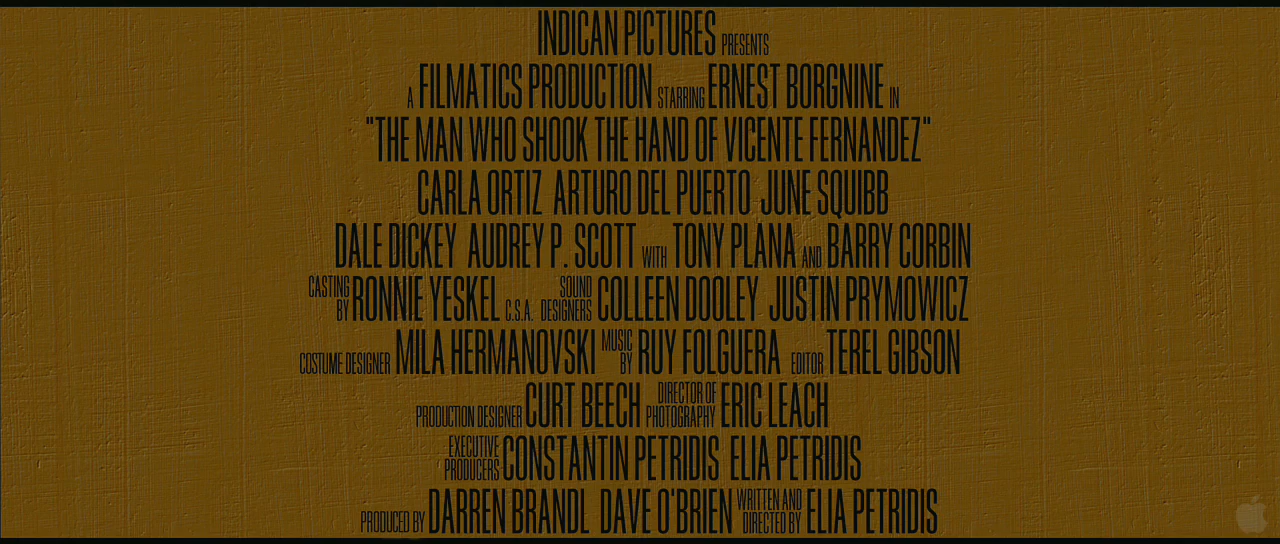 INDICAN PICTURES PRESENTS
A FILMATICS PRODUCTION STARRING ERNEST BORGNINE IN
"THE MAN WHO SHOOK THE HAND OF VICENTE FERNANDEZ"
CARLA ORTIZ ARTURO DEL PUERTO JUNE SQUIBB
DALE DICKEY AUDREY P. SCOTT WITH TONY PLANA AND BARRY CORBIN
CASTING BY RONNIE YESKEL C.S.A. SOUND DESIGNERS COLLEEN DOOLEY JUSTIN PRYMOWICZ
COSTUME DESIGNER MILA HERMANOVSKI MUSIC BY RUY FOLGUERA EDITOR TEREL GIBSON
PRODUCTION DESIGNER CURT BEECH DIRECTOR OF PHOTOGRAPHY ERIC LEACH
EXECUTIVE PRODUCERS CONSTANTIN PETRIDIS ELIA PETRIDIS
PRODUCED BY DARREN BRANDL DAVE O'BRIEN WRITTEN AND DIRECTED BY ELIA PETRIDIS